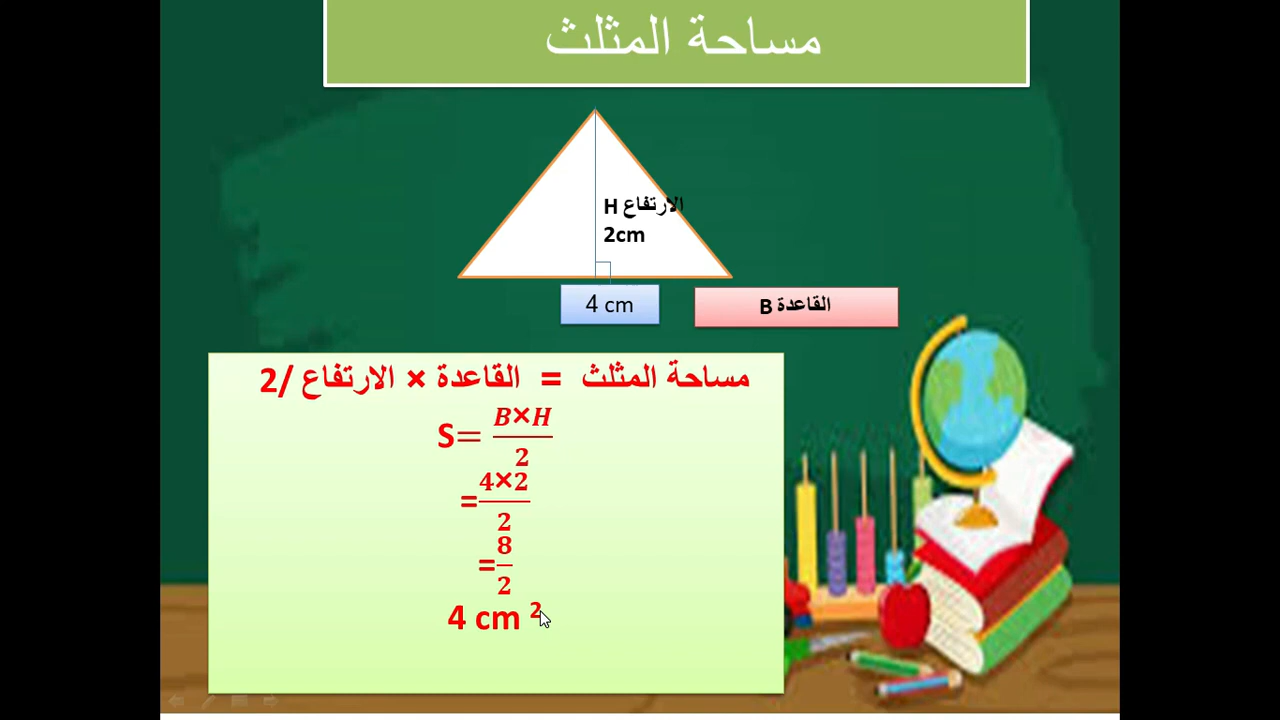 مساحة المثلث
الارتفاع H
2cm
4 cm
القاعدة B
مساحة المثلث = القاعدة × الارتفاع /2
S= B×H/2
=4×2/2
=8/2
4 cm ²